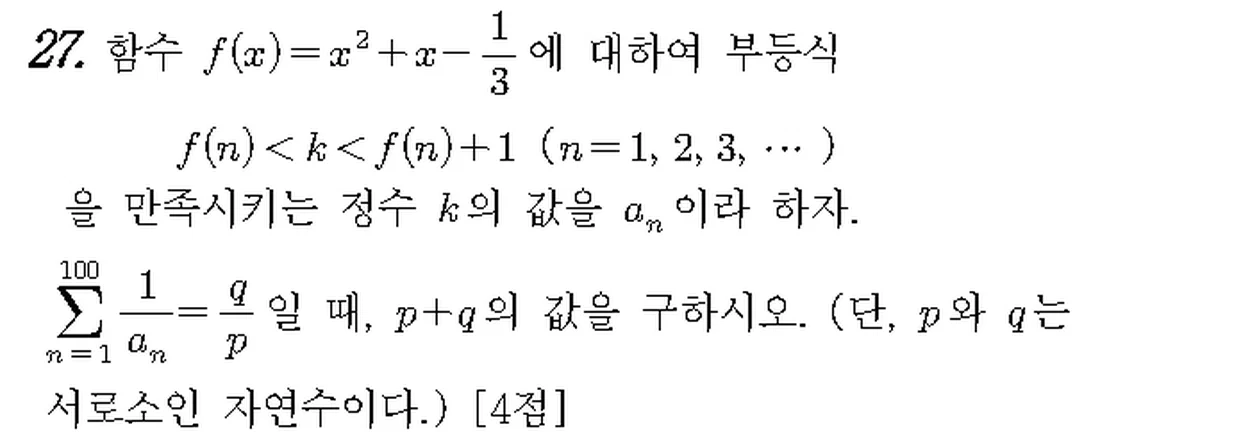 27. 함수 f(x)=x²+x-1/3 에 대하여 부등식
f(n)<k<f(n)+1 (n=1, 2, 3, ⋯ )
을 만족시키는 정수 k의 값을 aₙ이라 하자.
∑_{n=1}^{100} 1/aₙ = q/p 일 때, p+q의 값을 구하시오. (단, p와 q는
서로소인 자연수이다.) [4점]